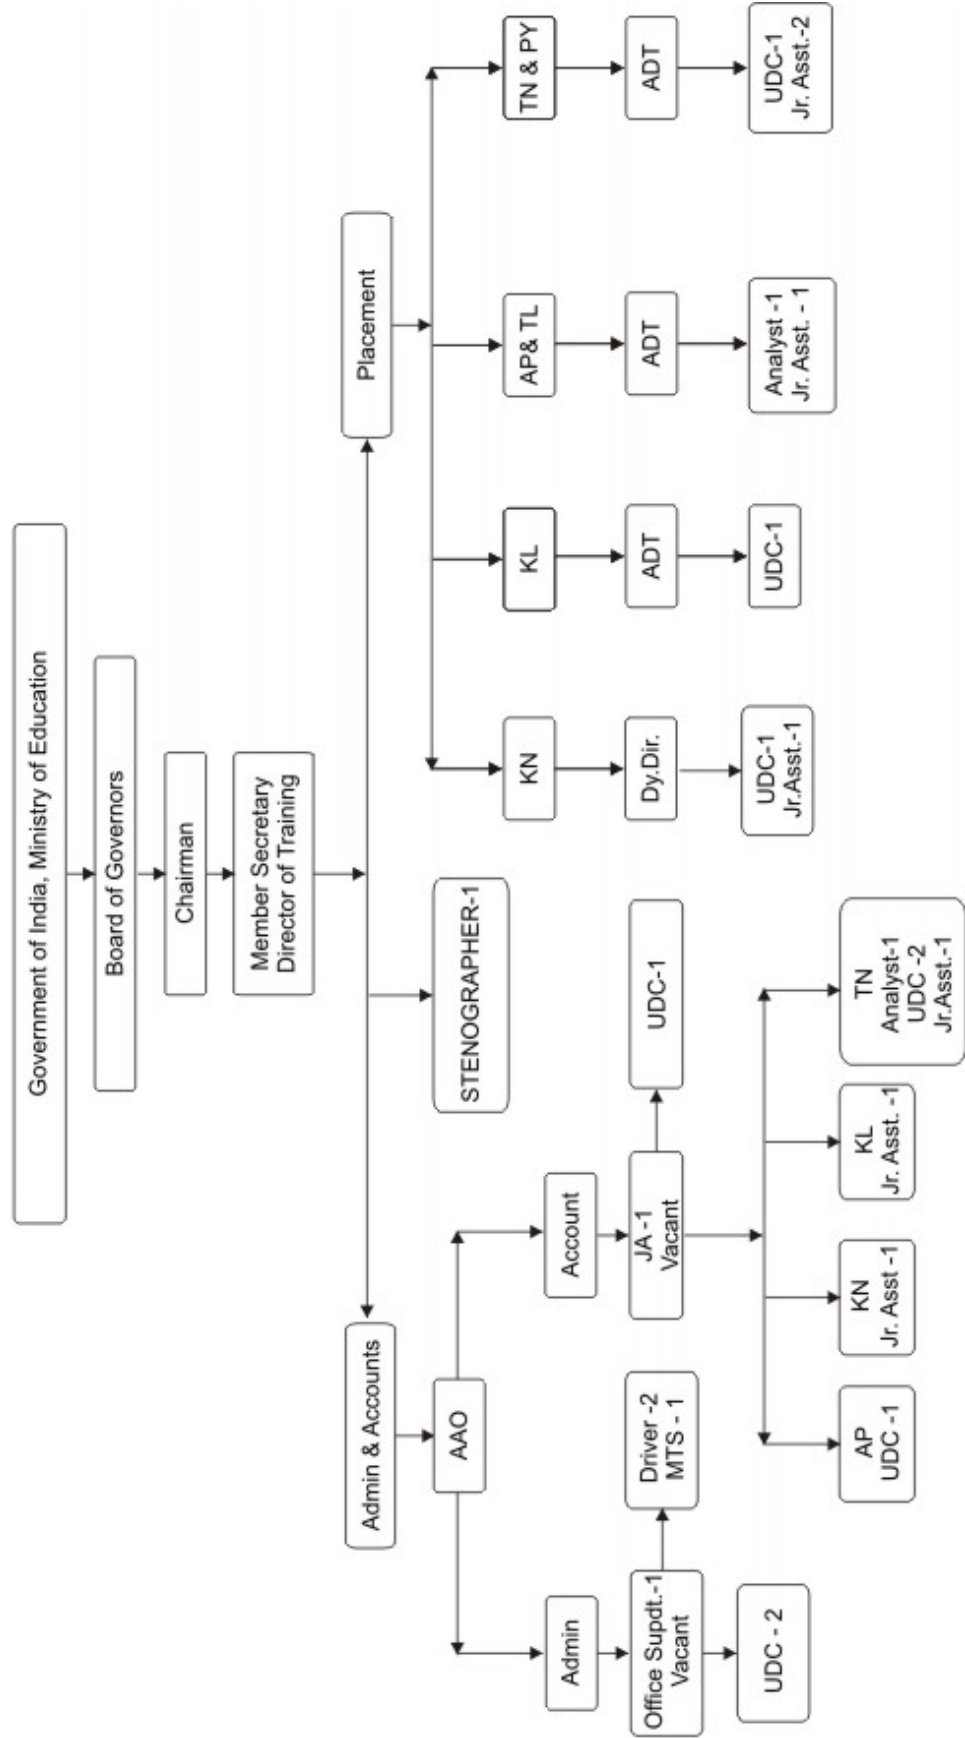 Government of India, Ministry of Education
Board of Governors
Chairman
Member Secretary
Director of Training
Admin & Accounts
Placement
AAO
STENOGRAPHER-1
Admin
Account
KN
KL
AP& TL
TN & PY
Office Supdt.-1
Vacant
Driver -2
MTS - 1
JA -1
Vacant
UDC-1
Dy.Dir.
ADT
ADT
ADT
UDC - 2
UDC-1
Jr.Asst.-1
UDC-1
Analyst -1
Jr. Asst. - 1
UDC-1
Jr. Asst.-2
AP
UDC -1
KN
Jr. Asst -1
KL
Jr. Asst. -1
TN
Analyst-1
UDC -2
Jr.Asst.-1